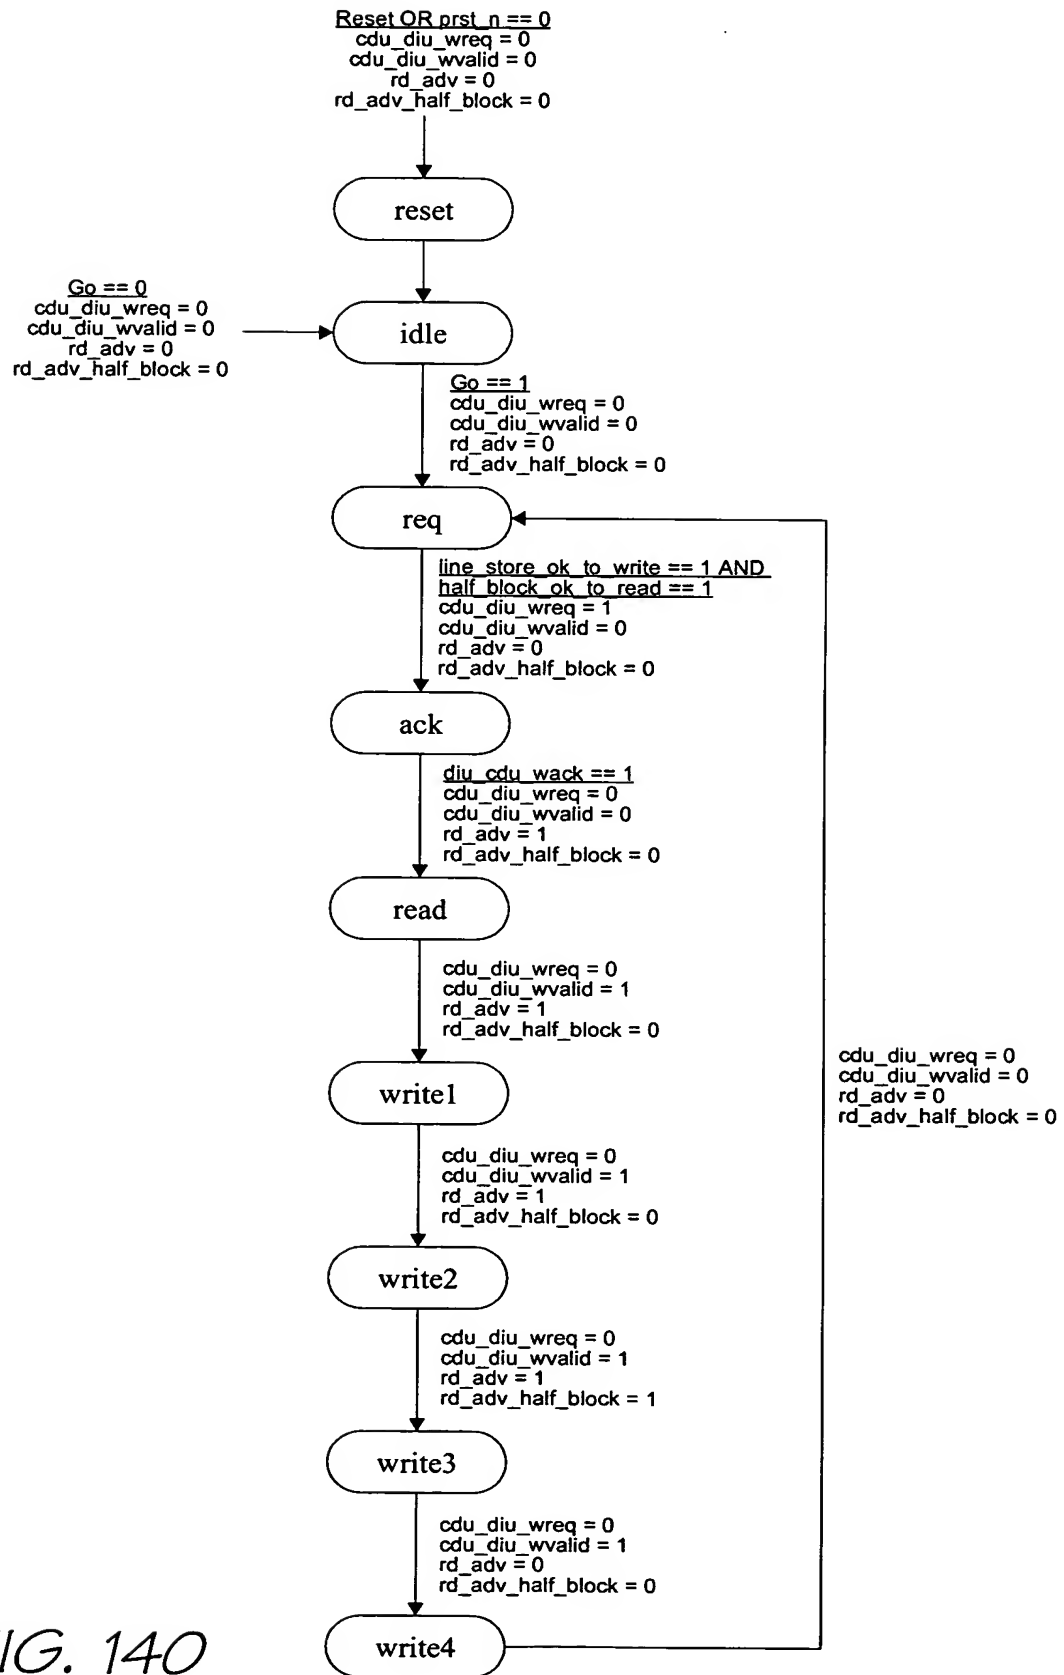 Reset OR prst_n == 0
cdu_diu_wreq = 0
cdu_diu_wvalid = 0
rd_adv = 0
rd_adv_half_block = 0
reset
Go == 0
cdu_diu_wreq = 0
cdu_diu_wvalid = 0
rd_adv = 0
rd_adv_half_block = 0
idle
Go == 1
cdu_diu_wreq = 0
cdu_diu_wvalid = 0
rd_adv = 0
rd_adv_half_block = 0
req
line_store_ok_to_write == 1 AND
half_block_ok_to_read == 1
cdu_diu_wreq = 1
cdu_diu_wvalid = 0
rd_adv = 0
rd_adv_half_block = 0
ack
diu_cdu_wack == 1
cdu_diu_wreq = 0
cdu_diu_wvalid = 0
rd_adv = 1
rd_adv_half_block = 0
read
cdu_diu_wreq = 0
cdu_diu_wvalid = 1
rd_adv = 1
rd_adv_half_block = 0
cdu_diu_wreq = 0
cdu_diu_wvalid = 0
rd_adv = 0
rd_adv_half_block = 0
write1
cdu_diu_wreq = 0
cdu_diu_wvalid = 1
rd_adv = 1
rd_adv_half_block = 0
write2
cdu_diu_wreq = 0
cdu_diu_wvalid = 1
rd_adv = 1
rd_adv_half_block = 1
write3
cdu_diu_wreq = 0
cdu_diu_wvalid = 1
rd_adv = 0
rd_adv_half_block = 0
write4
IG. 140